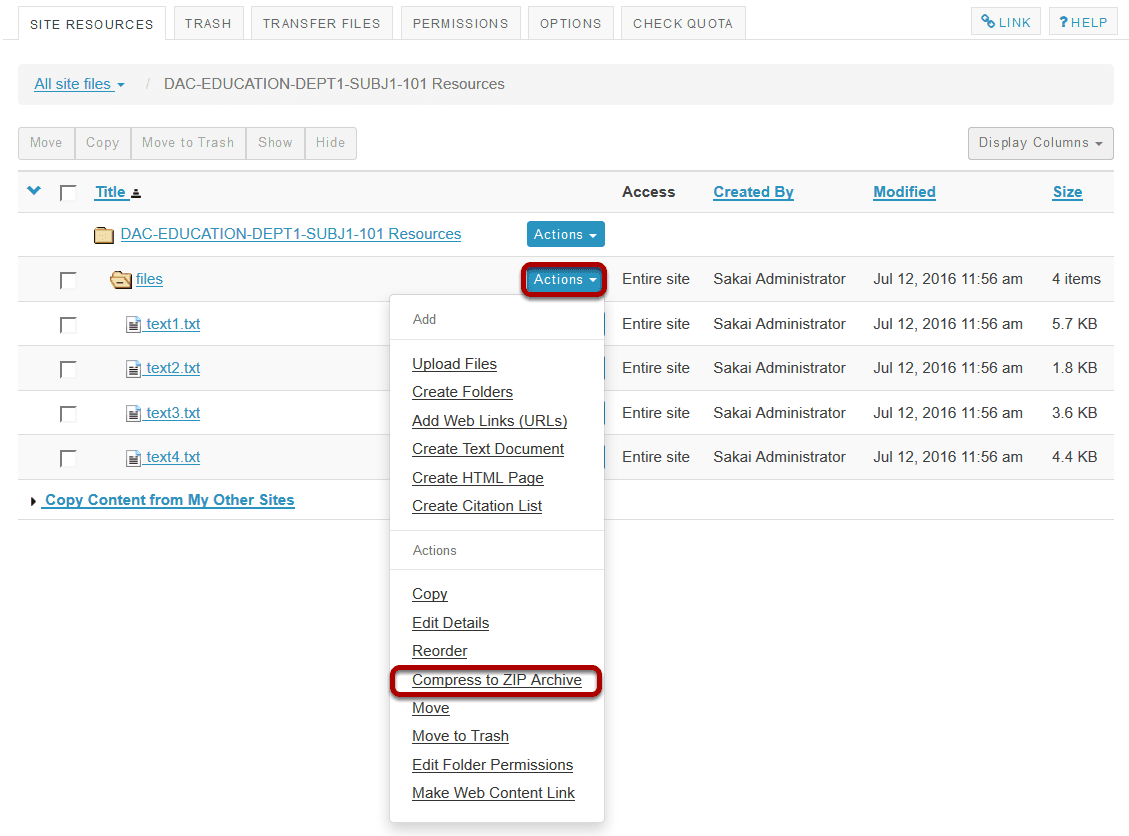 SITE RESOURCES TRASH TRANSFER FILES PERMISSIONS OPTIONS CHECK QUOTA LINK ?HELP
All site files / DAC-EDUCATION-DEPT1-SUBJ1-101 Resources
Move Copy Move to Trash Show Hide Display Columns
Title Access Created By Modified Size
DAC-EDUCATION-DEPT1-SUBJ1-101 Resources Actions
files Actions Entire site Sakai Administrator Jul 12, 2016 11:56 am 4 items
text1.txt Entire site Sakai Administrator Jul 12, 2016 11:56 am 5.7 KB
text2.txt Entire site Sakai Administrator Jul 12, 2016 11:56 am 1.8 KB
text3.txt Entire site Sakai Administrator Jul 12, 2016 11:56 am 3.6 KB
text4.txt Entire site Sakai Administrator Jul 12, 2016 11:56 am 4.4 KB
Copy Content from My Other Sites
Add
Upload Files
Create Folders
Add Web Links (URLs)
Create Text Document
Create HTML Page
Create Citation List
Actions
Copy
Edit Details
Reorder
Compress to ZIP Archive
Move
Move to Trash
Edit Folder Permissions
Make Web Content Link